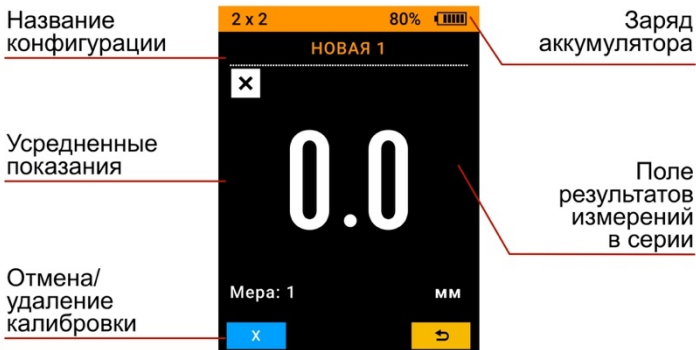 Название
конфигурации
Усредненные
показания
Отмена/
удаление
калибровки
2 x 2 80%
НОВАЯ 1
0.0
Мера: 1 мм
X
Заряд
аккумулятора
Поле
результатов
измерений
в серии